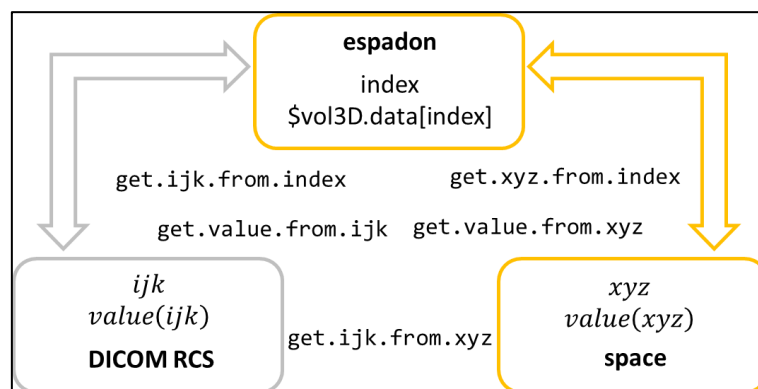 espadon
index
$vol3D.data[index]
get.ijk.from.index
get.xyz.from.index
get.value.from.ijk
get.value.from.xyz
ijk
value(ijk)
DICOM RCS
get.ijk.from.xyz
xyz
value(xyz)
space